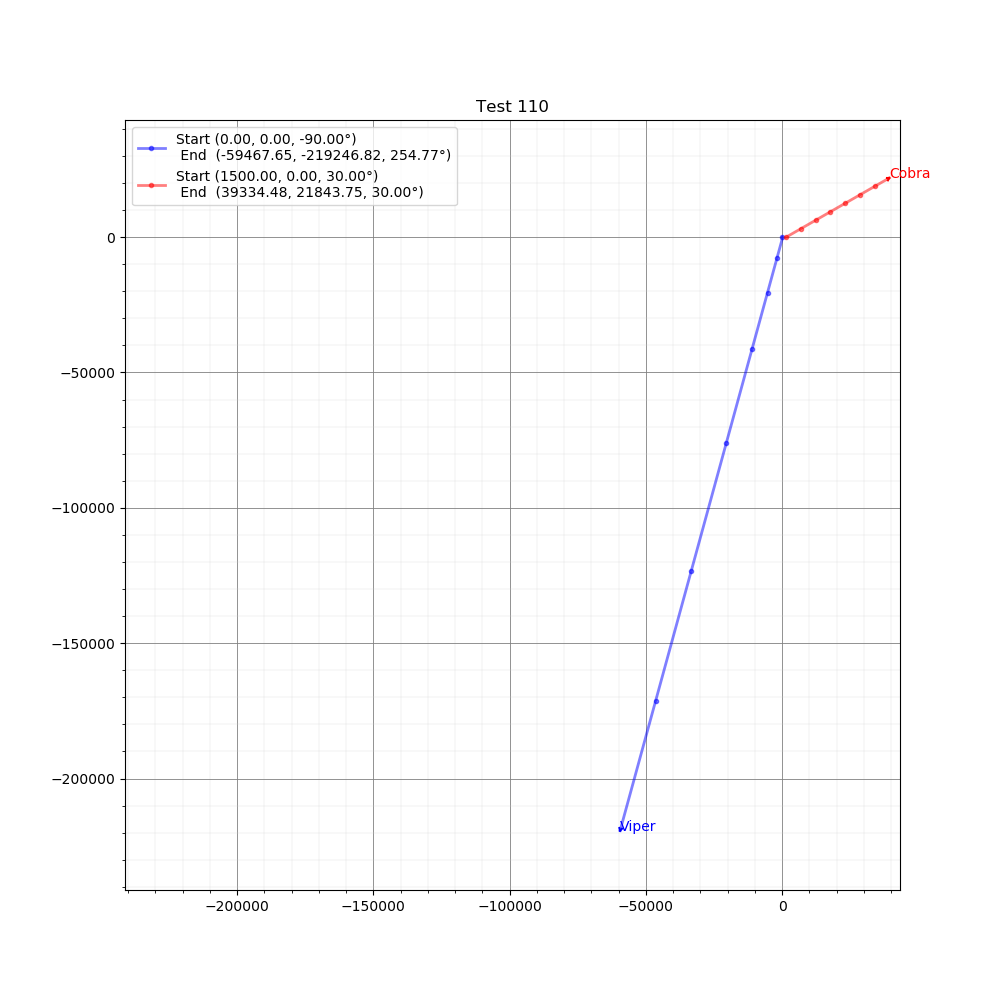 Test 110
Start (0.00, 0.00, -90.00°)
End  (-59467.65, -219246.82, 254.77°)
Start (1500.00, 0.00, 30.00°)
End  (39334.48, 21843.75, 30.00°)
Cobra
0
−50000
−100000
−150000
−200000
Viper
−200000
−150000
−100000
−50000
0